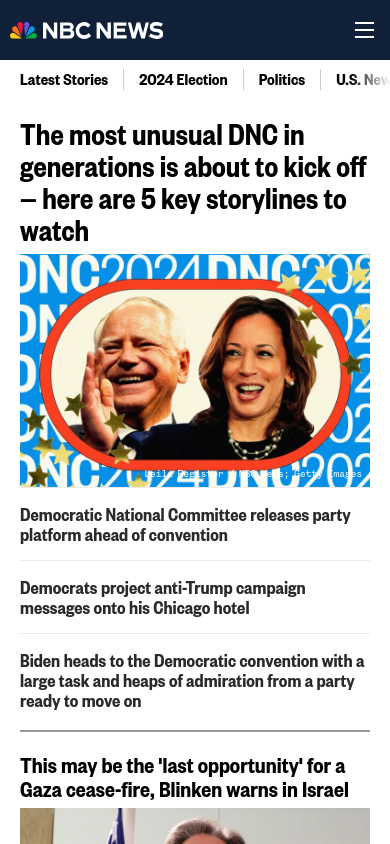 NBC NEWS
Latest Stories
2024 Election
Politics
U.S. New
The most unusual DNC in
generations is about to kick off
– here are 5 key storylines to
watch
DNC2024DNC202
Register
NBC News; Getty Images
Democratic National Committee releases party
platform ahead of convention
Democrats project anti-Trump campaign
messages onto his Chicago hotel
Biden heads to the Democratic convention with a
large task and heaps of admiration from a party
ready to move on
This may be the 'last opportunity' for a
Gaza cease-fire, Blinken warns in Israel